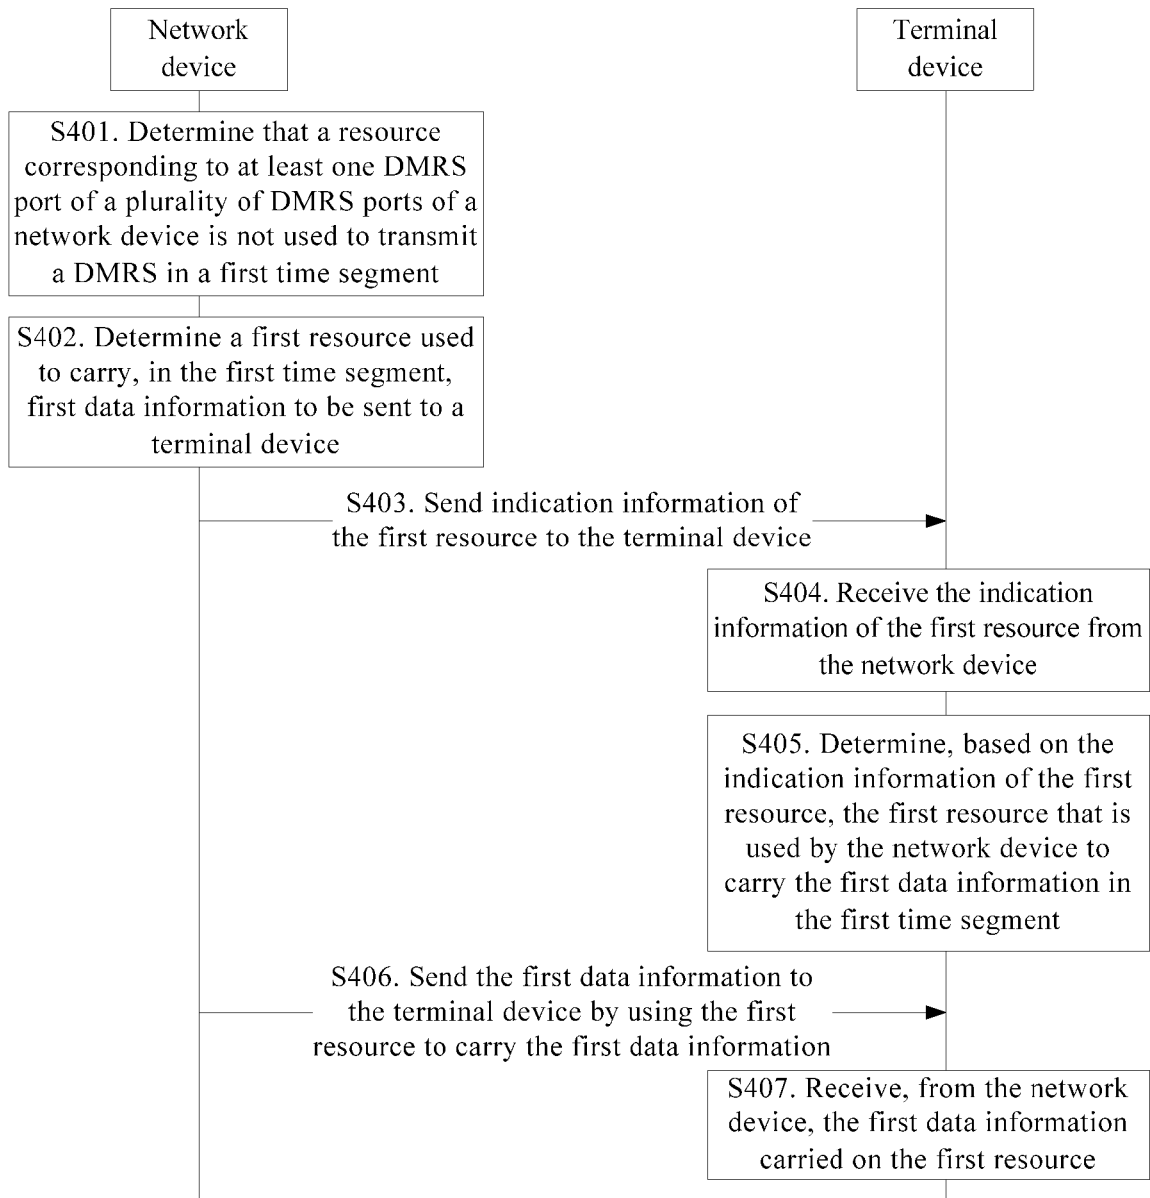 Network
device
Terminal
device
S401. Determine that a resource
corresponding to at least one DMRS
port of a plurality of DMRS ports of a
network device is not used to transmit
a DMRS in a first time segment
S402. Determine a first resource used
to carry, in the first time segment,
first data information to be sent to a
terminal device
S403. Send indication information of
the first resource to the terminal device
S404. Receive the indication
information of the first resource from
the network device
S405. Determine, based on the
indication information of the first
resource, the first resource that is
used by the network device to
carry the first data information in
the first time segment
S406. Send the first data information to
the terminal device by using the first
resource to carry the first data information
S407. Receive, from the network
device, the first data information
carried on the first resource